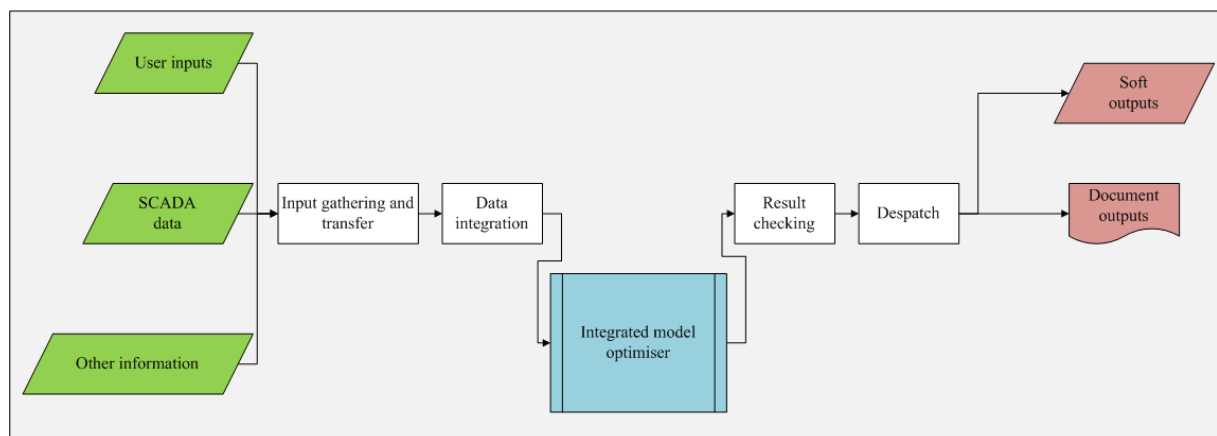 User inputs
SCADA
data
Other information
Input gathering and
transfer
Data
integration
Integrated model
optimiser
Result
checking
Despatch
Soft
outputs
Document
outputs